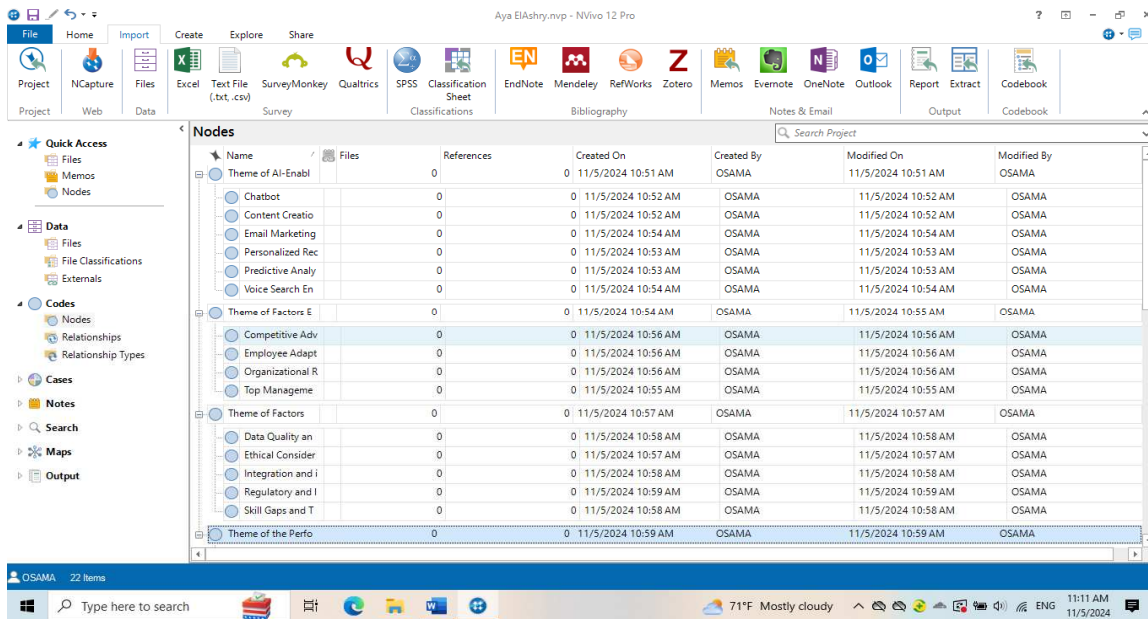 Aya ElAshry.nvp - NVivo 12 Pro
File Home Import Create Explore Share
Project NCapture Files Excel Text File (.txt, .csv) SurveyMonkey Qualtrics SPSS Classification Sheet EndNote Mendeley RefWorks Zotero Memos Evernote OneNote Outlook Report Extract Codebook
Project Web Data Survey Classifications Bibliography Notes & Email Output Codebook
Quick Access
Files
Memos
Nodes
Data
Files
File Classifications
Externals
Codes
Nodes
Relationships
Relationship Types
Cases
Notes
Search
Maps
Output
Nodes
Search Project
Name Files References Created On Created By Modified On Modified By
Theme of AI-Enabl 0 0 11/5/2024 10:51 AM OSAMA 11/5/2024 10:51 AM OSAMA
Chatbot 0 0 11/5/2024 10:52 AM OSAMA 11/5/2024 10:52 AM OSAMA
Content Creatio 0 0 11/5/2024 10:52 AM OSAMA 11/5/2024 10:52 AM OSAMA
Email Marketing 0 0 11/5/2024 10:54 AM OSAMA 11/5/2024 10:54 AM OSAMA
Personalized Rec 0 0 11/5/2024 10:53 AM OSAMA 11/5/2024 10:53 AM OSAMA
Predictive Analy 0 0 11/5/2024 10:53 AM OSAMA 11/5/2024 10:53 AM OSAMA
Voice Search En 0 0 11/5/2024 10:54 AM OSAMA 11/5/2024 10:54 AM OSAMA
Theme of Factors E 0 0 11/5/2024 10:54 AM OSAMA 11/5/2024 10:55 AM OSAMA
Competitive Adv 0 0 11/5/2024 10:56 AM OSAMA 11/5/2024 10:56 AM OSAMA
Employee Adapt 0 0 11/5/2024 10:56 AM OSAMA 11/5/2024 10:56 AM OSAMA
Organizational R 0 0 11/5/2024 10:56 AM OSAMA 11/5/2024 10:56 AM OSAMA
Top Manageme 0 0 11/5/2024 10:55 AM OSAMA 11/5/2024 10:55 AM OSAMA
Theme of Factors 0 0 11/5/2024 10:57 AM OSAMA 11/5/2024 10:57 AM OSAMA
Data Quality an 0 0 11/5/2024 10:58 AM OSAMA 11/5/2024 10:58 AM OSAMA
Ethical Consider 0 0 11/5/2024 10:57 AM OSAMA 11/5/2024 10:57 AM OSAMA
Integration and i 0 0 11/5/2024 10:58 AM OSAMA 11/5/2024 10:58 AM OSAMA
Regulatory and l 0 0 11/5/2024 10:59 AM OSAMA 11/5/2024 10:59 AM OSAMA
Skill Gaps and T 0 0 11/5/2024 10:58 AM OSAMA 11/5/2024 10:58 AM OSAMA
Theme of the Perfo 0 0 11/5/2024 10:59 AM OSAMA 11/5/2024 10:59 AM OSAMA
OSAMA 22 Items
Type here to search 71°F Mostly cloudy ENG 11:11 AM
11/5/2024